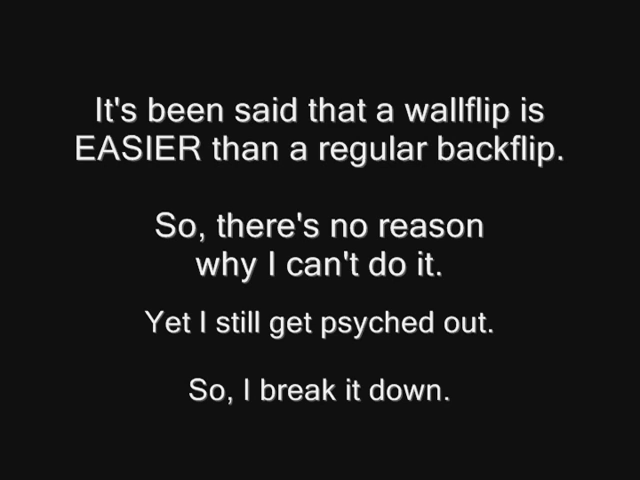 It's been said that a wallflip is
EASIER than a regular backflip.
So, there's no reason
why I can't do it.
Yet I still get psyched out.
So, I break it down.